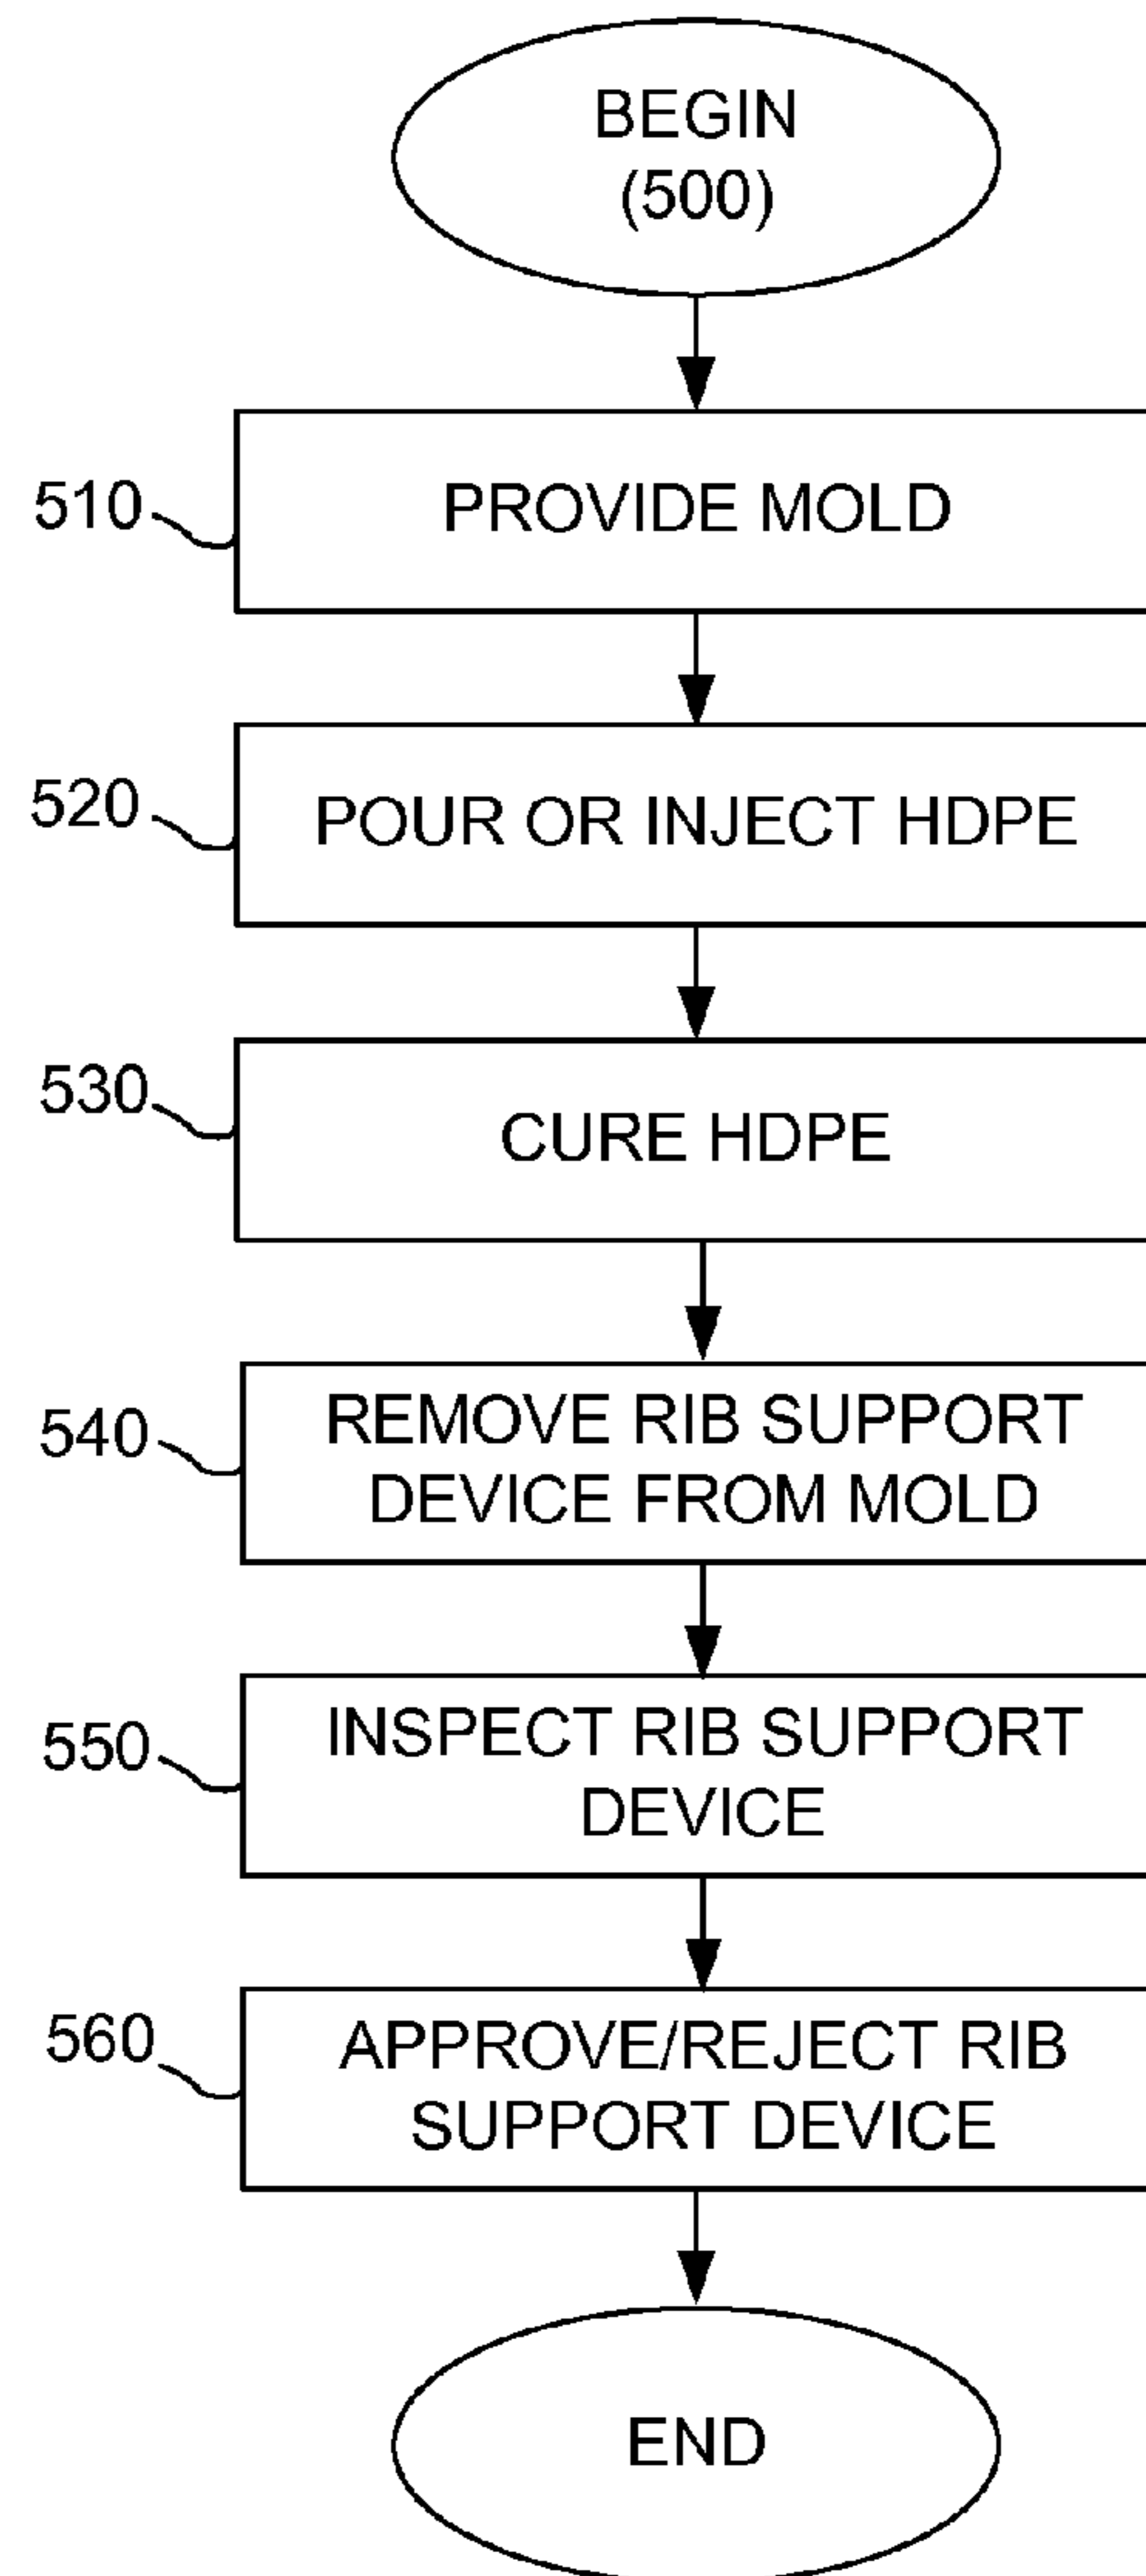 BEGIN
(500)
510
PROVIDE MOLD
520
POUR OR INJECT HDPE
530
CURE HDPE
540
REMOVE RIB SUPPORT
DEVICE FROM MOLD
550
INSPECT RIB SUPPORT
DEVICE
560
APPROVE/REJECT RIB
SUPPORT DEVICE
END